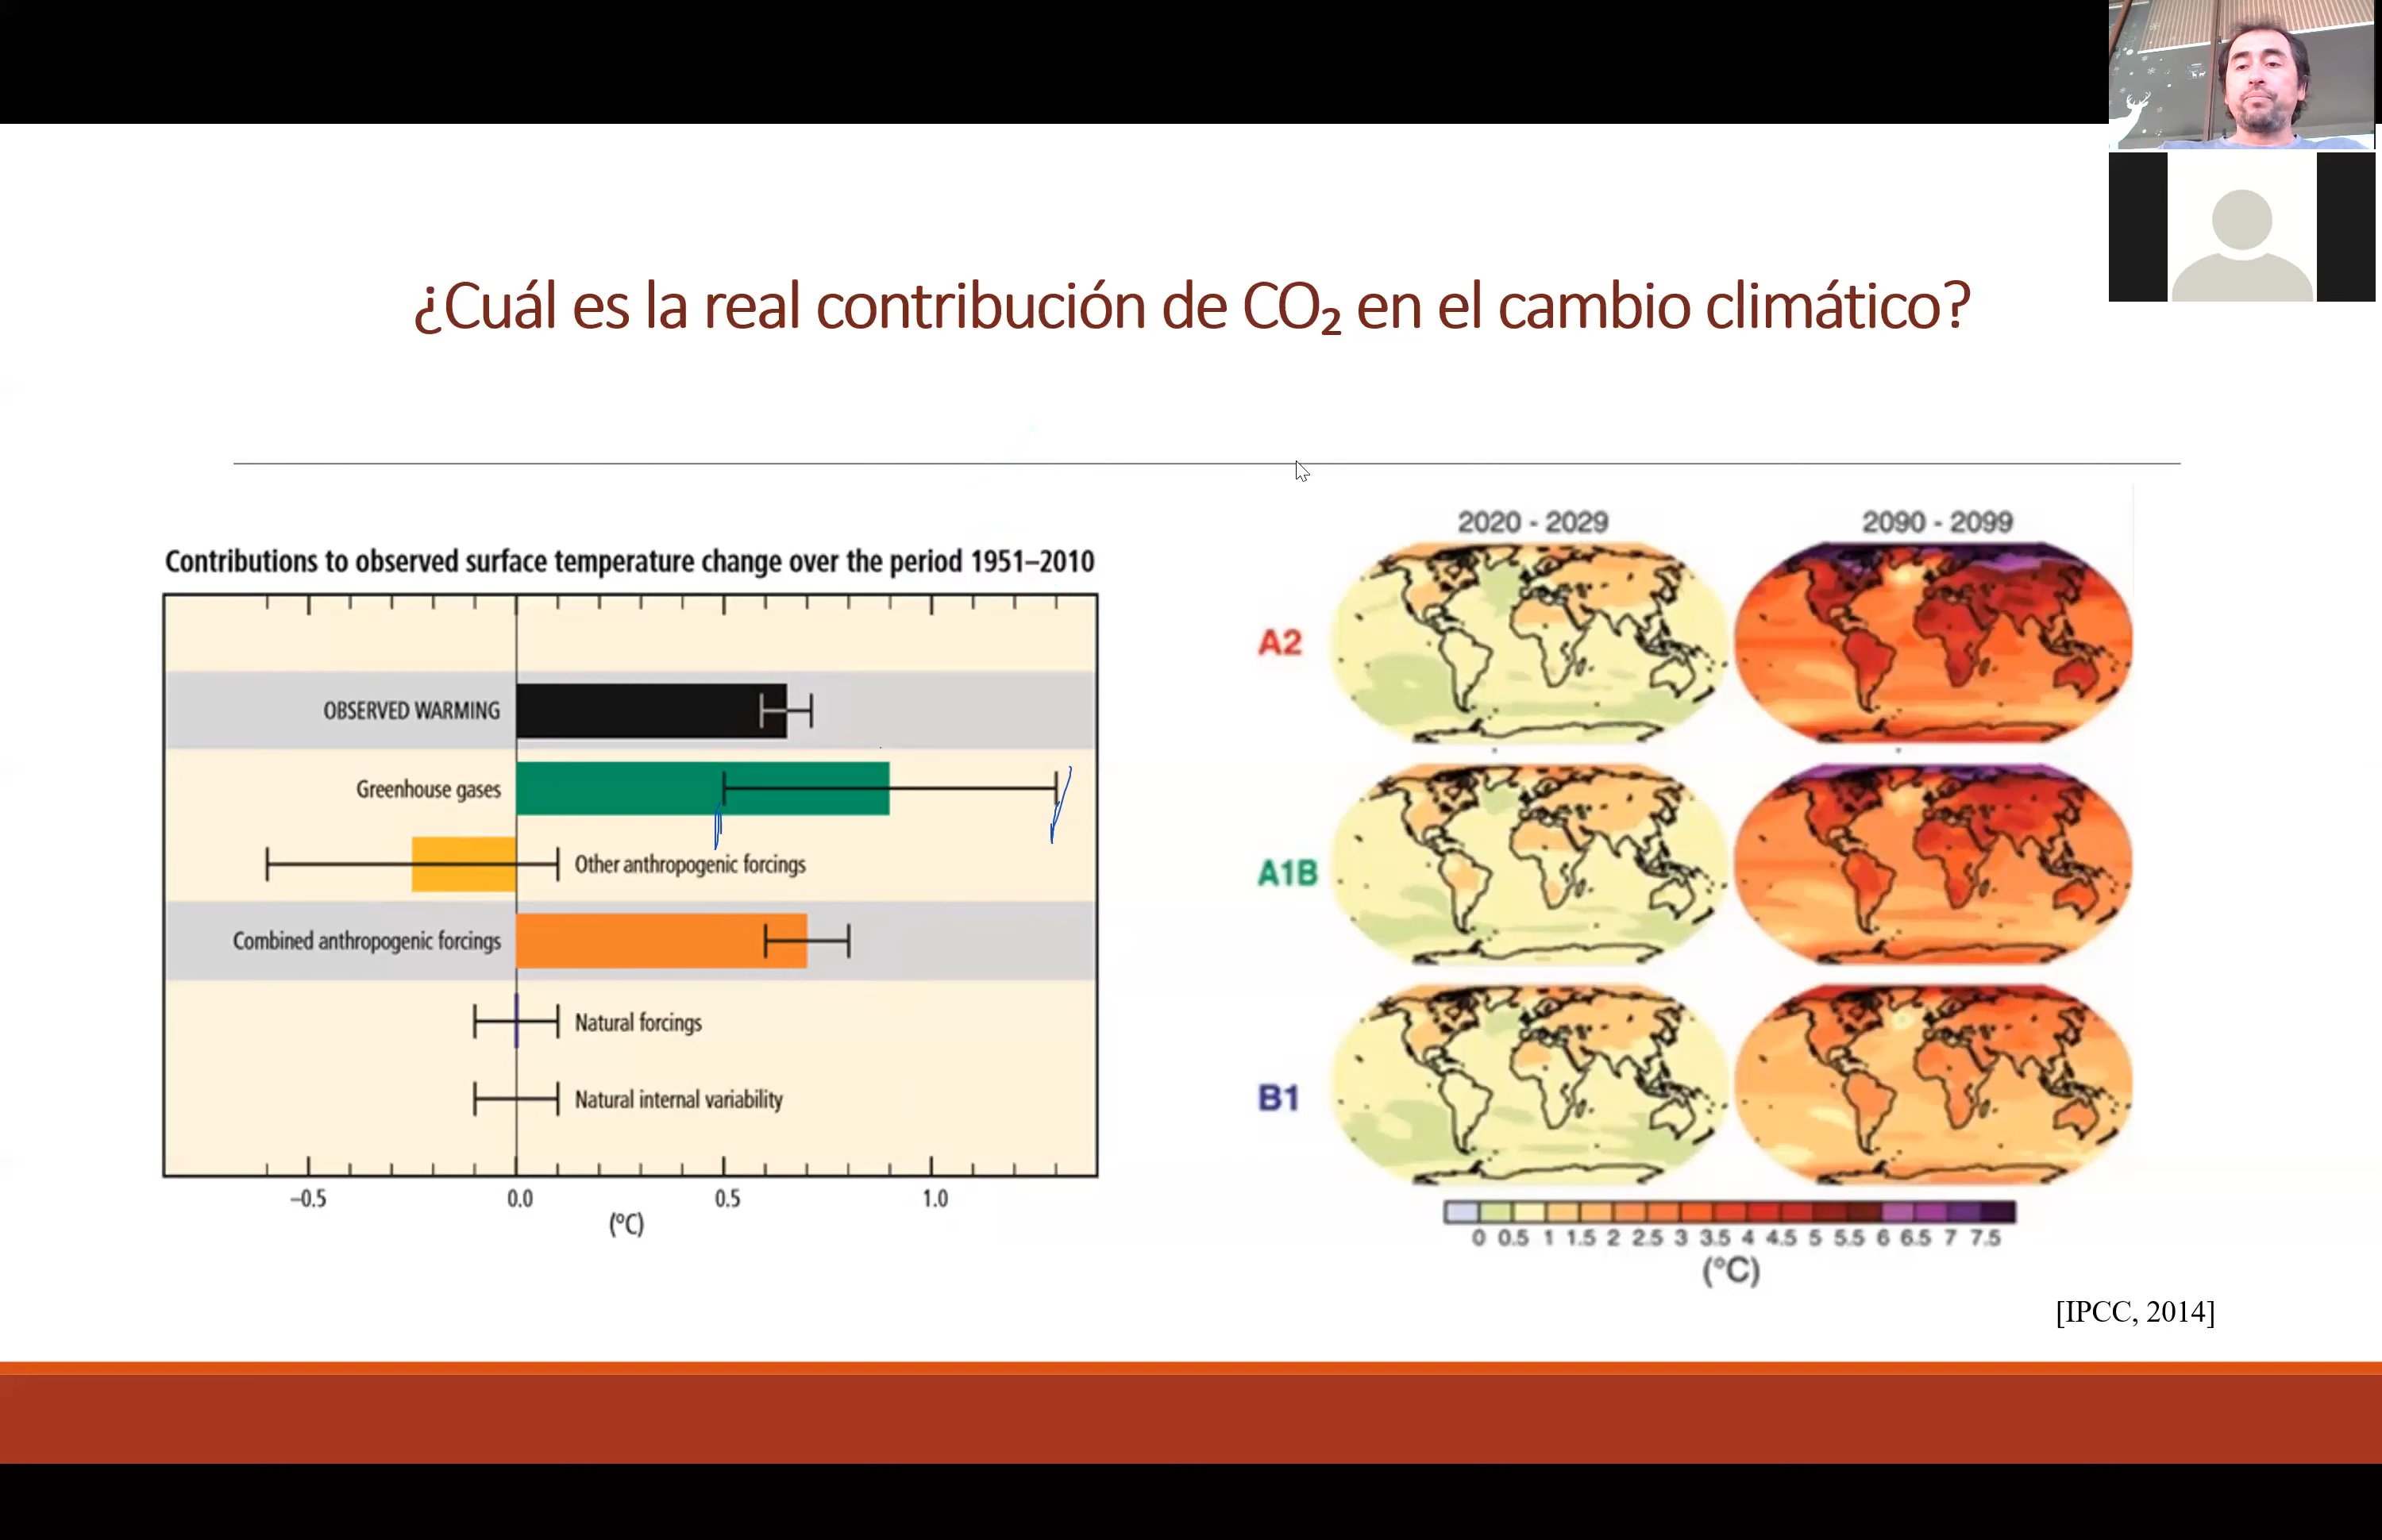 ¿Cuál es la real contribución de CO₂ en el cambio climático?
Contributions to observed surface temperature change over the period 1951–2010
OBSERVED WARMING
Greenhouse gases
Other anthropogenic forcings
Combined anthropogenic forcings
Natural forcings
Natural internal variability
–0.5 0.0 0.5 1.0
(°C)
2020 - 2029 2090 - 2099
A2
A1B
B1
0 0.5 1 1.5 2 2.5 3 3.5 4 4.5 5 5.5 6 6.5 7 7.5
(°C)
[IPCC, 2014]